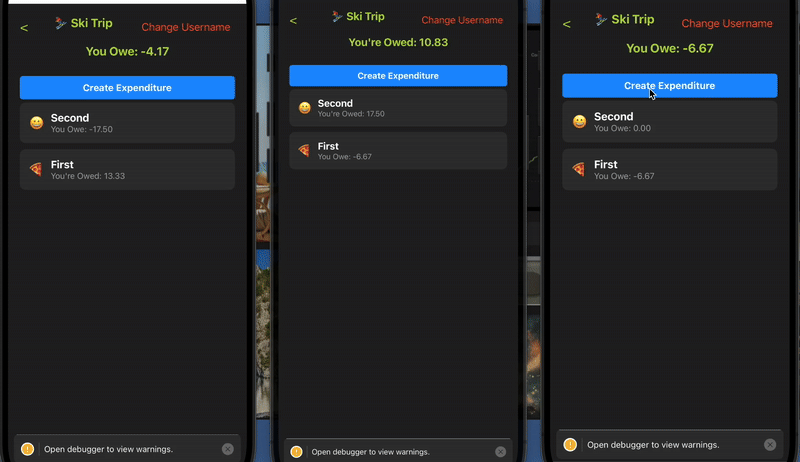 <
Ski Trip
Change Username
You Owe: -4.17
Create Expenditure
Second
You Owe: -17.50
First
You're Owed: 13.33
Open debugger to view warnings.
<
Ski Trip
Change Username
You're Owed: 10.83
Create Expenditure
Second
You're Owed: 17.50
First
You Owe: -6.67
Open debugger to view warnings.
<
Ski Trip
Change Username
You Owe: -6.67
Create Expenditure
Second
You Owe: 0.00
First
You Owe: -6.67
Open debugger to view warnings.